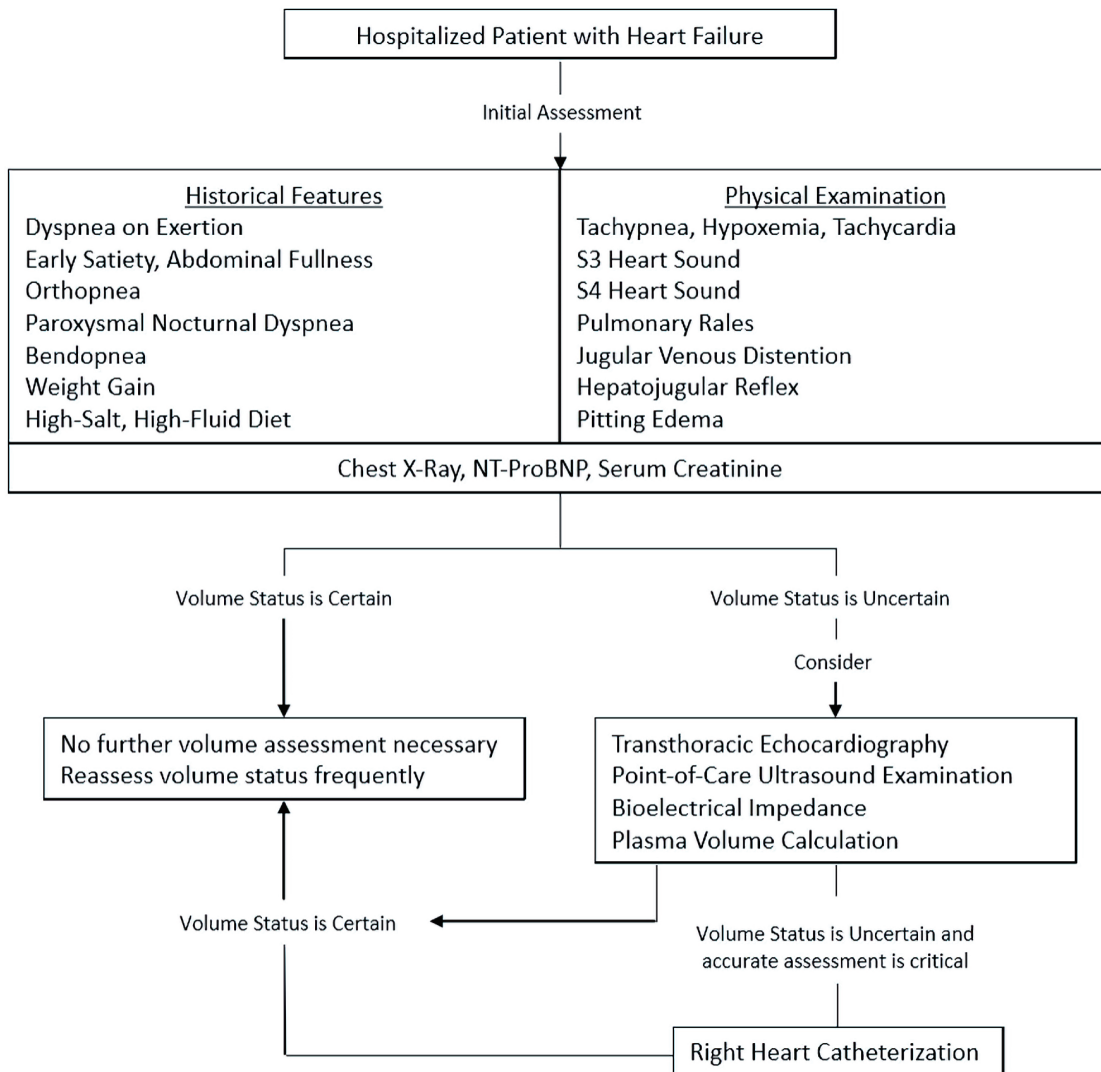 Hospitalized Patient with Heart Failure
Initial Assessment
Historical Features
Dyspnea on Exertion
Early Satiety, Abdominal Fullness
Orthopnea
Paroxysmal Nocturnal Dyspnea
Bendopnea
Weight Gain
High-Salt, High-Fluid Diet
Physical Examination
Tachypnea, Hypoxemia, Tachycardia
S3 Heart Sound
S4 Heart Sound
Pulmonary Rales
Jugular Venous Distention
Hepatojugular Reflex
Pitting Edema
Chest X-Ray, NT-ProBNP, Serum Creatinine
Volume Status is Certain
Volume Status is Uncertain
Consider
No further volume assessment necessary
Reassess volume status frequently
Transthoracic Echocardiography
Point-of-Care Ultrasound Examination
Bioelectrical Impedance
Plasma Volume Calculation
Volume Status is Certain
Volume Status is Uncertain and
accurate assessment is critical
Right Heart Catheterization